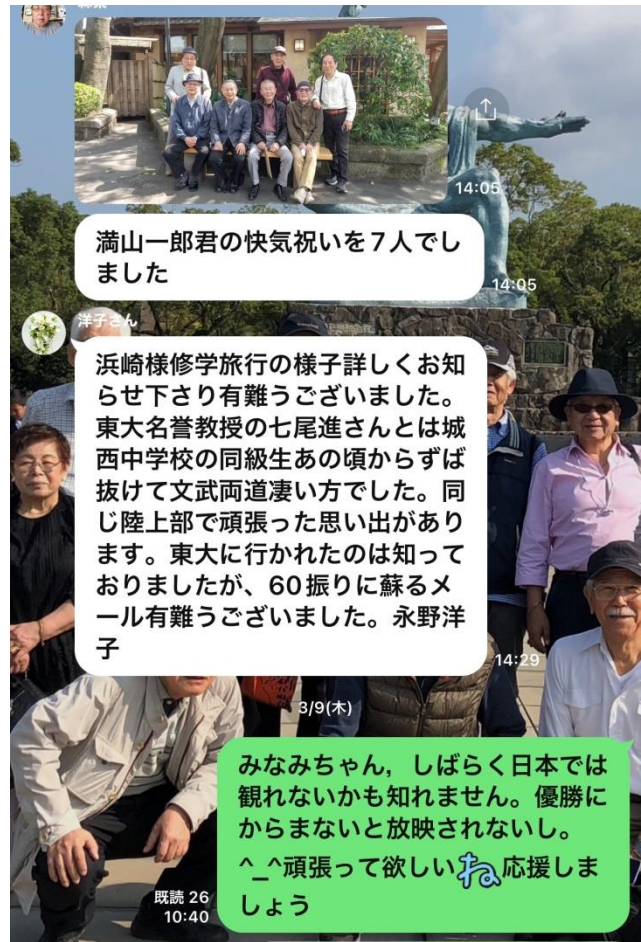 14:05
満山一郎君の快気祝いを7人でし
ました
14:05
洋子さん
浜崎様修学旅行の様子詳しくお知
らせ下さり有難うございました。
東大名誉教授の七尾進さんとは城
西中学校の同級生あの頃からずば
抜けて文武両道凄い方でした。同
じ陸上部で頑張った思い出があり
ます。東大に行かれたのは知って
おりましたが、60振りに蘇るメ
ール有難うございました。永野洋
子
14:29
3/9(木)
みなみちゃん，しばらく日本では
観れないかも知れません。優勝に
からまないと放映されないし。
^_^頑張って欲しいね応援しま
しょう
既読 26
10:40